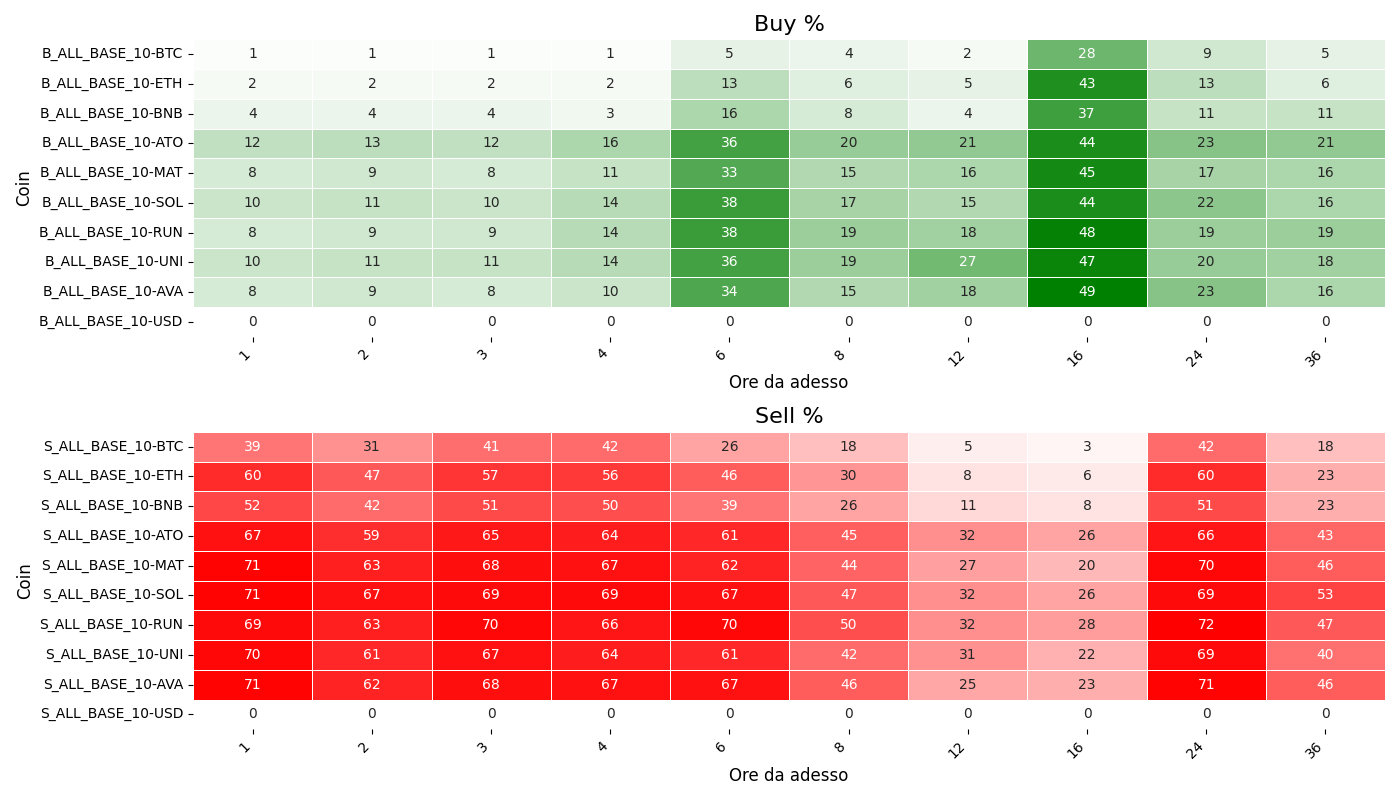 Buy %
Coin
B_ALL_BASE_10-BTC 1 1 1 1 5 4 2 28 9 5
B_ALL_BASE_10-ETH 2 2 2 2 13 6 5 43 13 6
B_ALL_BASE_10-BNB 4 4 4 3 16 8 4 37 11 11
B_ALL_BASE_10-ATO 12 13 12 16 36 20 21 44 23 21
B_ALL_BASE_10-MAT 8 9 8 11 33 15 16 45 17 16
B_ALL_BASE_10-SOL 10 11 10 14 38 17 15 44 22 16
B_ALL_BASE_10-RUN 8 9 9 14 38 19 18 48 19 19
B_ALL_BASE_10-UNI 10 11 11 14 36 19 27 47 20 18
B_ALL_BASE_10-AVA 8 9 8 10 34 15 18 49 23 16
B_ALL_BASE_10-USD 0 0 0 0 0 0 0 0 0 0
1 2 3 4 6 8 12 16 24 36
Ore da adesso
Sell %
Coin
S_ALL_BASE_10-BTC 39 31 41 42 26 18 5 3 42 18
S_ALL_BASE_10-ETH 60 47 57 56 46 30 8 6 60 23
S_ALL_BASE_10-BNB 52 42 51 50 39 26 11 8 51 23
S_ALL_BASE_10-ATO 67 59 65 64 61 45 32 26 66 43
S_ALL_BASE_10-MAT 71 63 68 67 62 44 27 20 70 46
S_ALL_BASE_10-SOL 71 67 69 69 67 47 32 26 69 53
S_ALL_BASE_10-RUN 69 63 70 66 70 50 32 28 72 47
S_ALL_BASE_10-UNI 70 61 67 64 61 42 31 22 69 40
S_ALL_BASE_10-AVA 71 62 68 67 67 46 25 23 71 46
S_ALL_BASE_10-USD 0 0 0 0 0 0 0 0 0 0
1 2 3 4 6 8 12 16 24 36
Ore da adesso